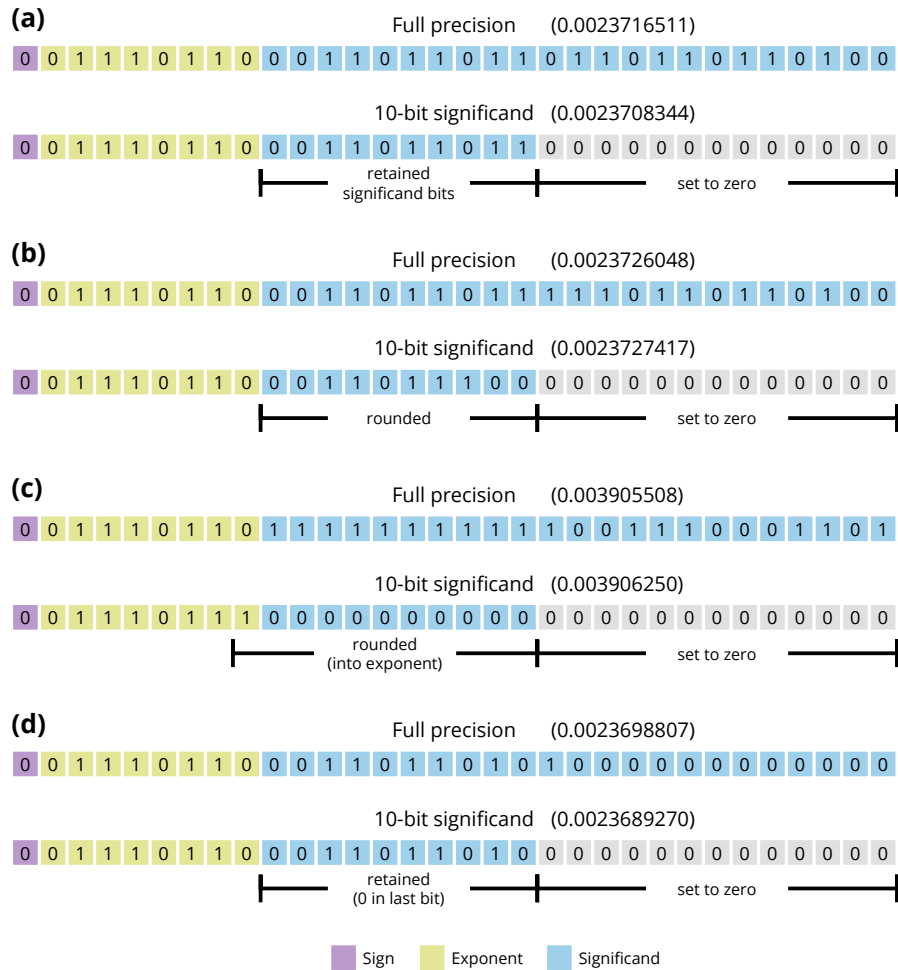 (a)
Full precision (0.0023716511)
0 0 1 1 1 0 1 1 0 0 0 1 1 0 1 1 0 1 1 0 1 1 0 1 1 0 1 1 0 1 0 0
10-bit significand (0.0023708344)
0 0 1 1 1 0 1 1 0 0 0 1 1 0 1 1 0 1 1 0 0 0 0 0 0 0 0 0 0 0 0 0
retained
significand bits
set to zero
(b)
Full precision (0.0023726048)
0 0 1 1 1 0 1 1 0 0 0 1 1 0 1 1 0 1 1 1 1 1 0 1 1 0 1 1 0 1 0 0
10-bit significand (0.0023727417)
0 0 1 1 1 0 1 1 0 0 0 1 1 0 1 1 1 0 0 0 0 0 0 0 0 0 0 0 0 0 0 0
rounded
set to zero
(c)
Full precision (0.003905508)
0 0 1 1 1 0 1 1 0 1 1 1 1 1 1 1 1 1 1 1 0 0 1 1 1 0 0 0 1 1 0 1
10-bit significand (0.003906250)
0 0 1 1 1 0 1 1 1 0 0 0 0 0 0 0 0 0 0 0 0 0 0 0 0 0 0 0 0 0 0 0
rounded
(into exponent)
set to zero
(d)
Full precision (0.0023698807)
0 0 1 1 1 0 1 1 0 0 0 1 1 0 1 1 0 1 0 1 0 0 0 0 0 0 0 0 0 0 0 0
10-bit significand (0.0023689270)
0 0 1 1 1 0 1 1 0 0 0 1 1 0 1 1 0 1 0 0 0 0 0 0 0 0 0 0 0 0 0 0
retained
(0 in last bit)
set to zero
Sign Exponent Significand